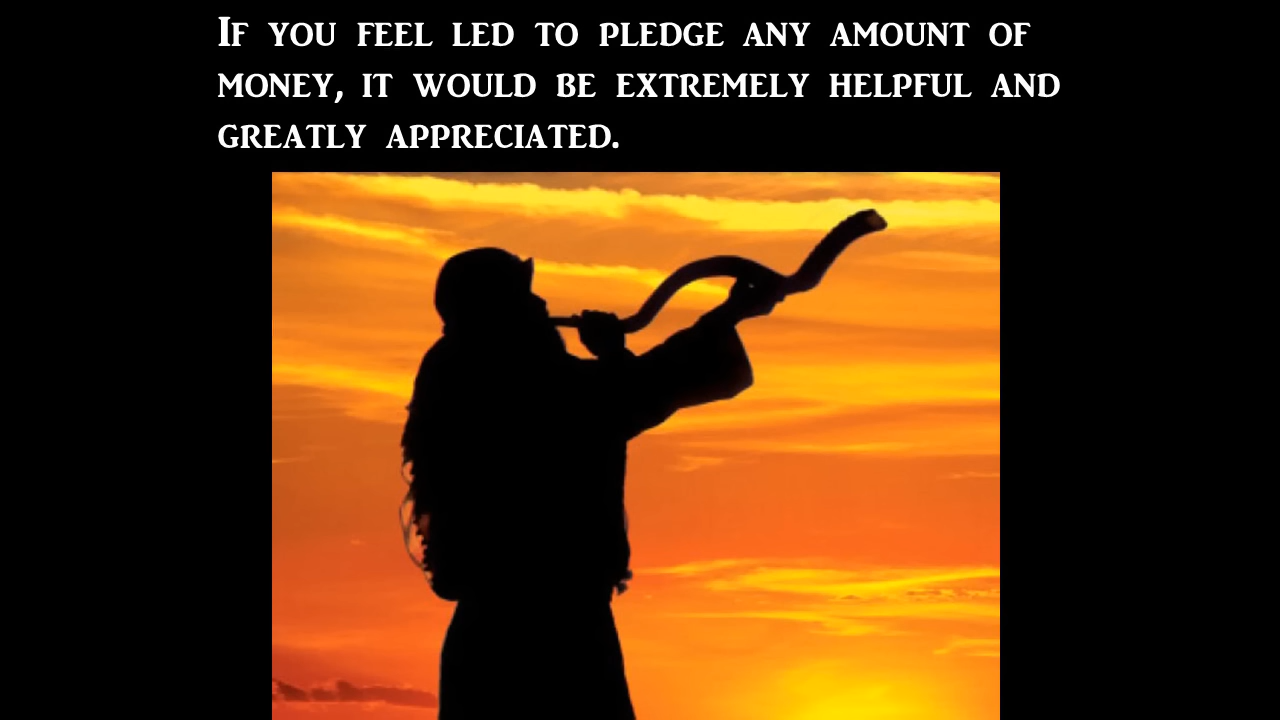 If you feel led to pledge any amount of
money, it would be extremely helpful and
greatly appreciated.